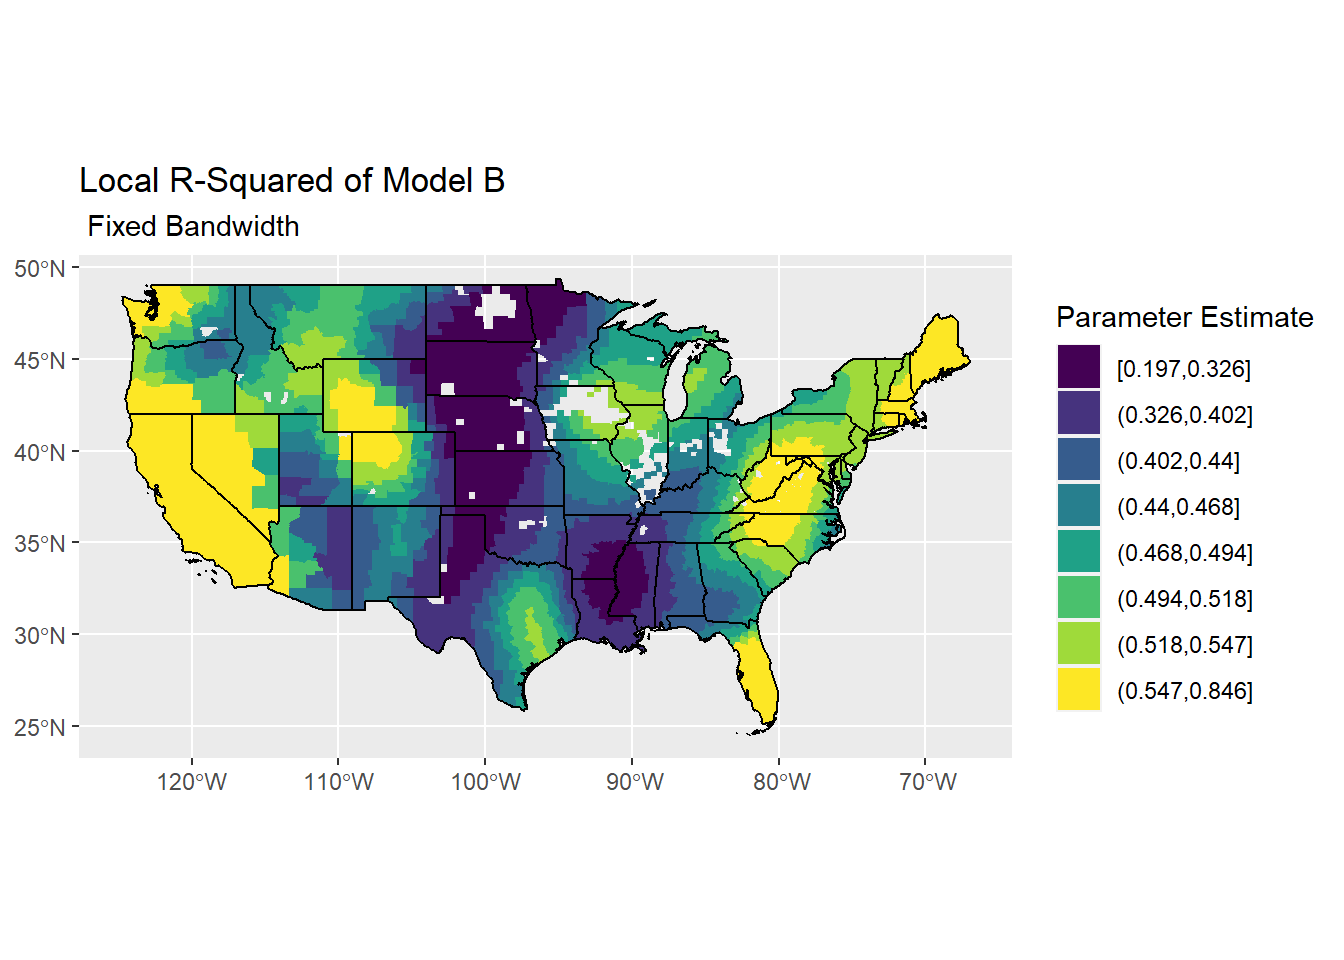 Local R-Squared of Model B
Fixed Bandwidth
50°N
45°N
40°N
35°N
30°N
25°N
120°W
110°W
100°W
90°W
80°W
70°W
Parameter Estimate
[0.197,0.326]
(0.326,0.402]
(0.402,0.44]
(0.44,0.468]
(0.468,0.494]
(0.494,0.518]
(0.518,0.547]
(0.547,0.846]